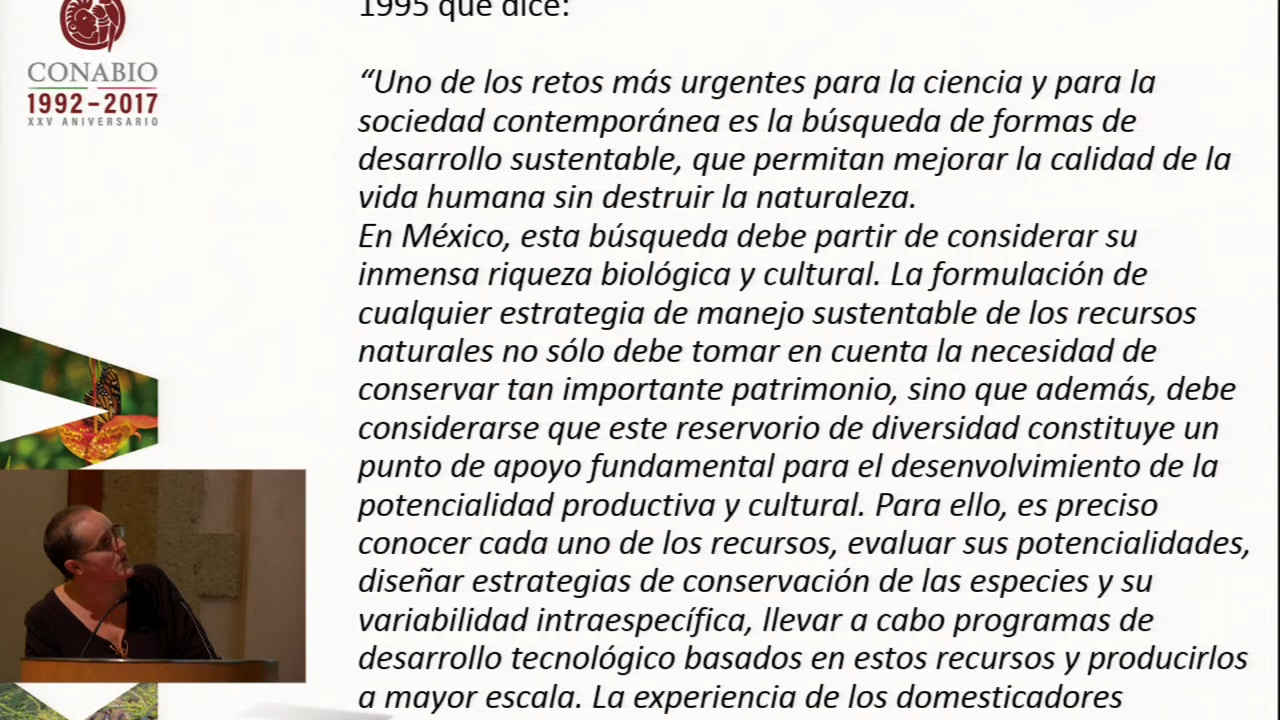 CONABIO
1992-2017
XXV ANIVERSARIO
1995 que dice:
“Uno de los retos más urgentes para la ciencia y para la
sociedad contemporánea es la búsqueda de formas de
desarrollo sustentable, que permitan mejorar la calidad de la
vida humana sin destruir la naturaleza.
En México, esta búsqueda debe partir de considerar su
inmensa riqueza biológica y cultural. La formulación de
cualquier estrategia de manejo sustentable de los recursos
naturales no sólo debe tomar en cuenta la necesidad de
conservar tan importante patrimonio, sino que además, debe
considerarse que este reservorio de diversidad constituye un
punto de apoyo fundamental para el desenvolvimiento de la
potencialidad productiva y cultural. Para ello, es preciso
conocer cada uno de los recursos, evaluar sus potencialidades,
diseñar estrategias de conservación de las especies y su
variabilidad intraespecífica, llevar a cabo programas de
desarrollo tecnológico basados en estos recursos y producirlos
a mayor escala. La experiencia de los domesticadores